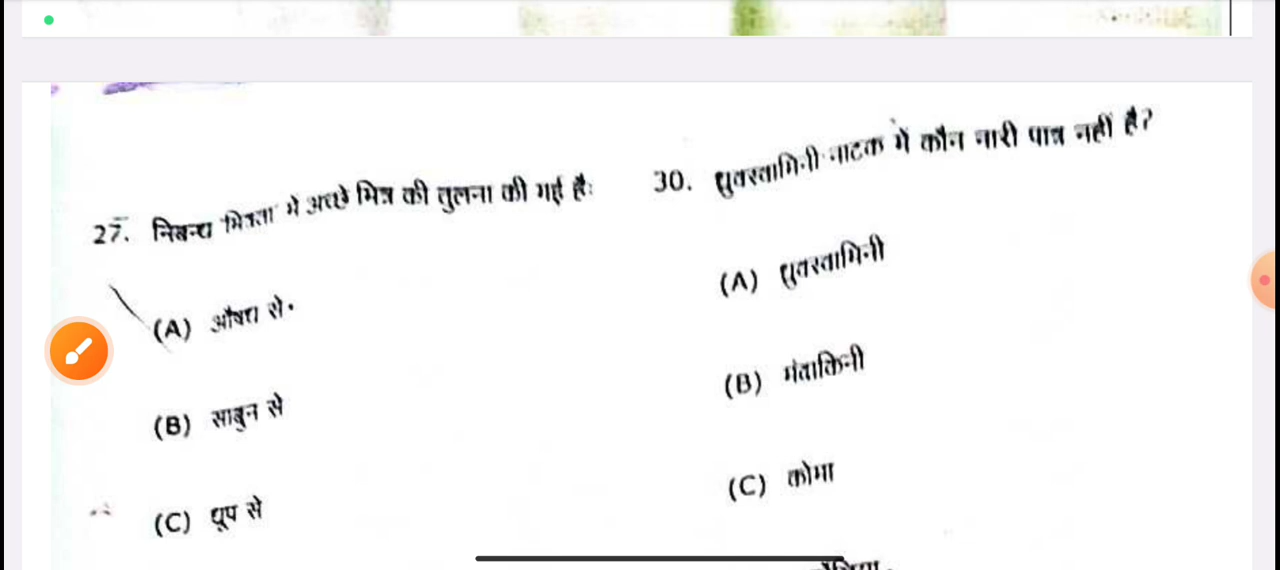 27. निबन्ध 'मित्रता' में अच्छे मित्र की तुलना की गई है:
(A) औषध से.
(B) साबुन से
(C) धूप से
30. ध्रुवस्वामिनी नाटक में कौन नारी पात्र नहीं है?
(A) ध्रुवस्वामिनी
(B) मंदाकिनी
(C) कोमा